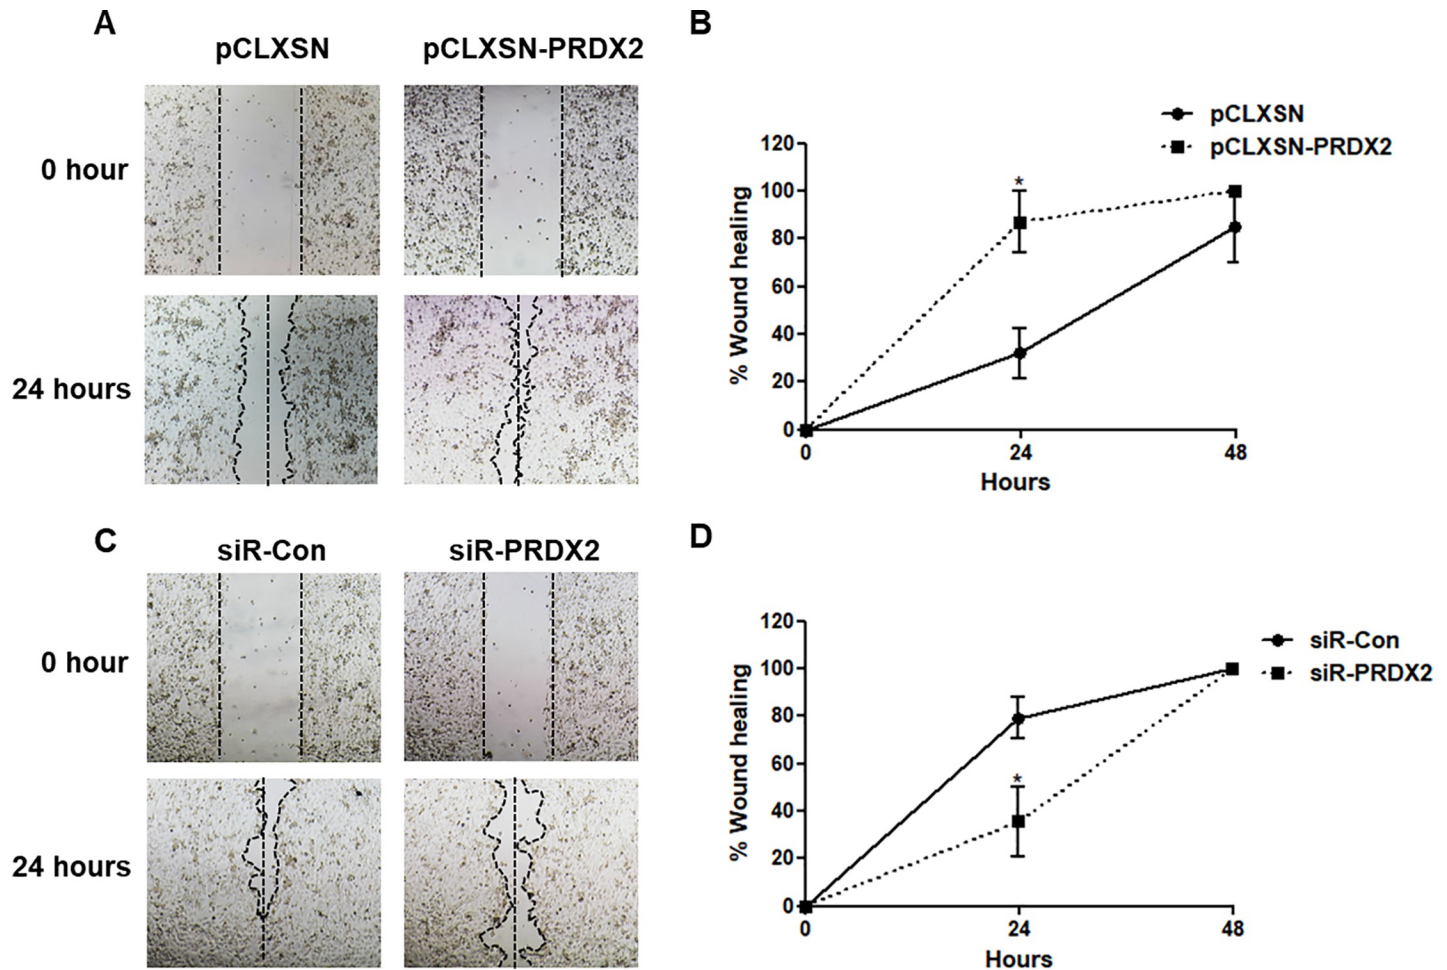 A
pCLXSN
pCLXSN-PRDX2
0 hour
24 hours
B
pCLXSN
pCLXSN-PRDX2
% Wound healing
120
100
80
60
40
20
0
*
0
24
48
Hours
C
siR-Con
siR-PRDX2
0 hour
24 hours
D
siR-Con
siR-PRDX2
% Wound healing
120
100
80
60
40
20
0
*
0
24
48
Hours